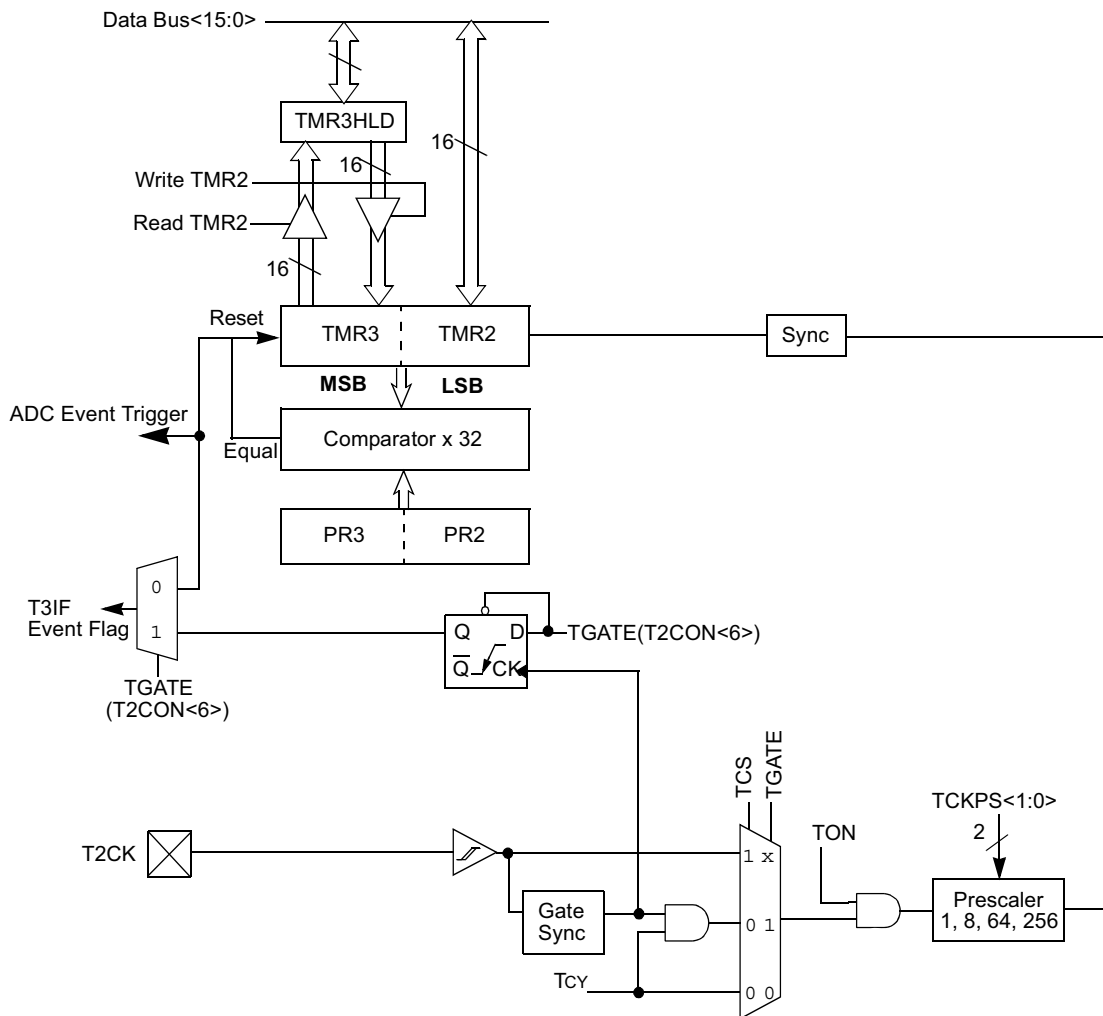 Data Bus<15:0>
TMR3HLD
16
16
Write TMR2
Read TMR2
16
Reset
TMR3
TMR2
Sync
MSB
LSB
ADC Event Trigger
Equal
Comparator x 32
PR3
PR2
0
T3IF
Event Flag
1
Q
D
TGATE(T2CON<6>)
Q
CK
TGATE
(T2CON<6>)
TCS
TGATE
TCKPS<1:0>
2
TON
T2CK
1 x
Gate
Sync
0 1
Prescaler
1, 8, 64, 256
TCY
0 0